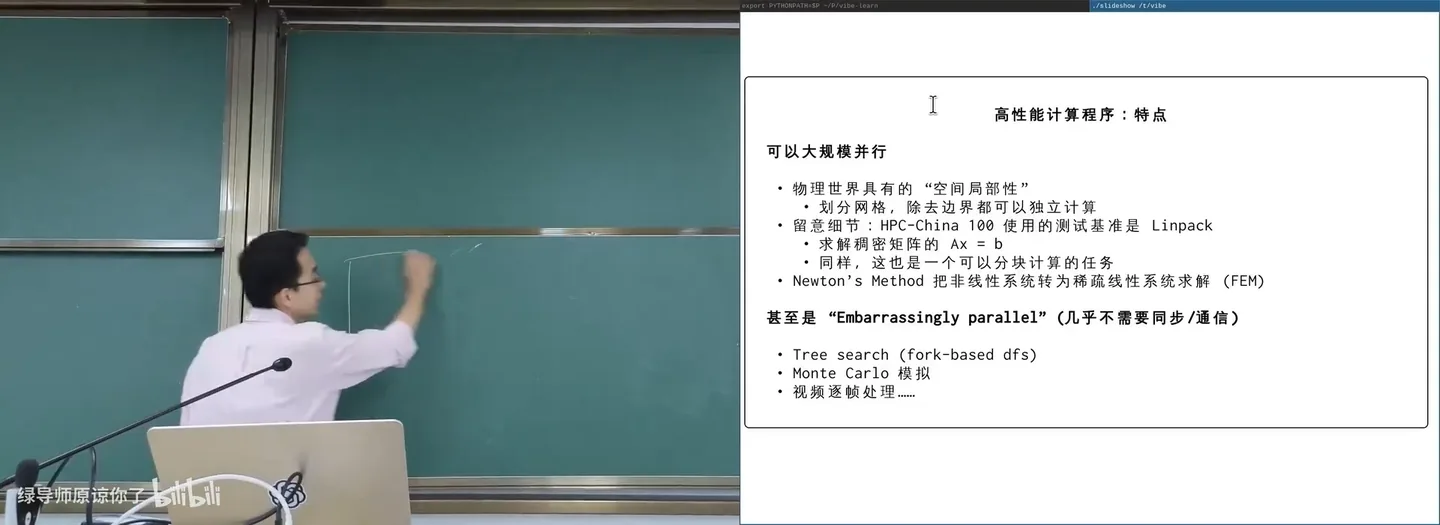 export PYTHONPATH=$P ~/P/vibe-learn
./slideshow /t/vibe
高性能计算程序：特点
可以大规模并行
• 物理世界具有的 “空间局部性”
• 划分网格，除去边界都可以独立计算
• 留意细节：HPC-China 100 使用的测试基准是 Linpack
• 求解稠密矩阵的 Ax = b
• 同样，这也是一个可以分块计算的任务
• Newton’s Method 把非线性系统转为稀疏线性系统求解 (FEM)
甚至是 “Embarrassingly parallel” (几乎不需要同步/通信)
• Tree search (fork-based dfs)
• Monte Carlo 模拟
• 视频逐帧处理……
绿导师原谅你了 bilibili